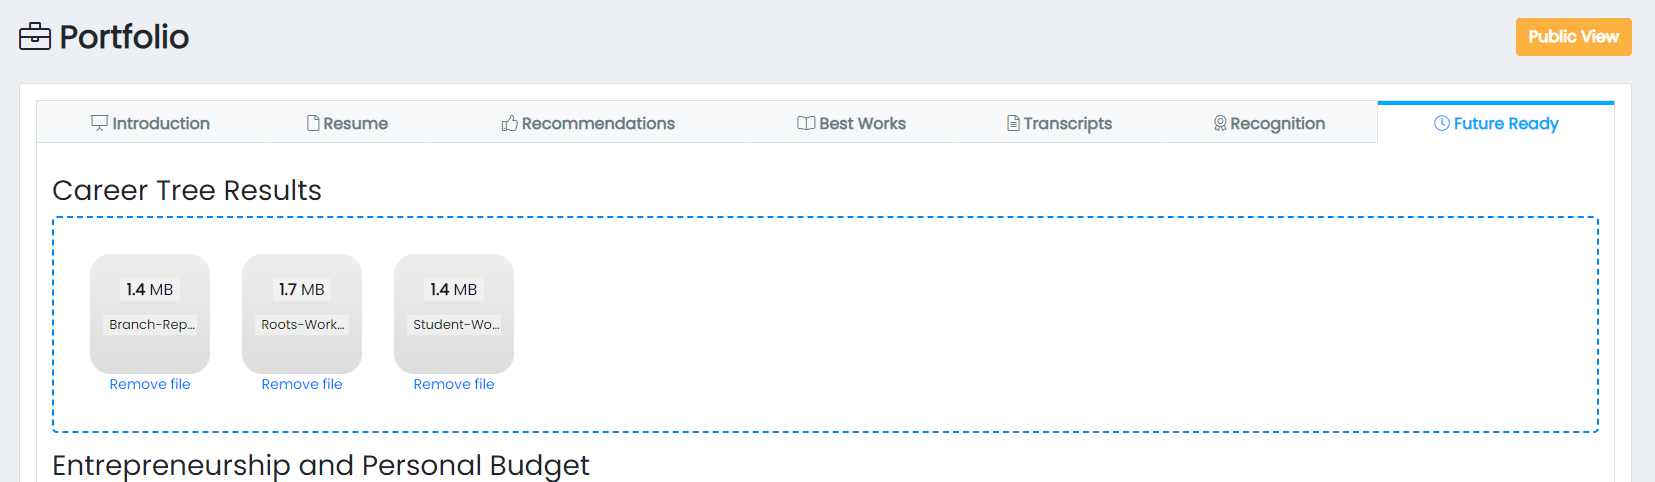 Portfolio
Public View
Introduction
Resume
Recommendations
Best Works
Transcripts
Recognition
Future Ready
Career Tree Results
1.4 MB
Branch-Rep...
Remove file
1.7 MB
Roots-Work...
Remove file
1.4 MB
Student-Wo...
Remove file
Entrepreneurship and Personal Budget